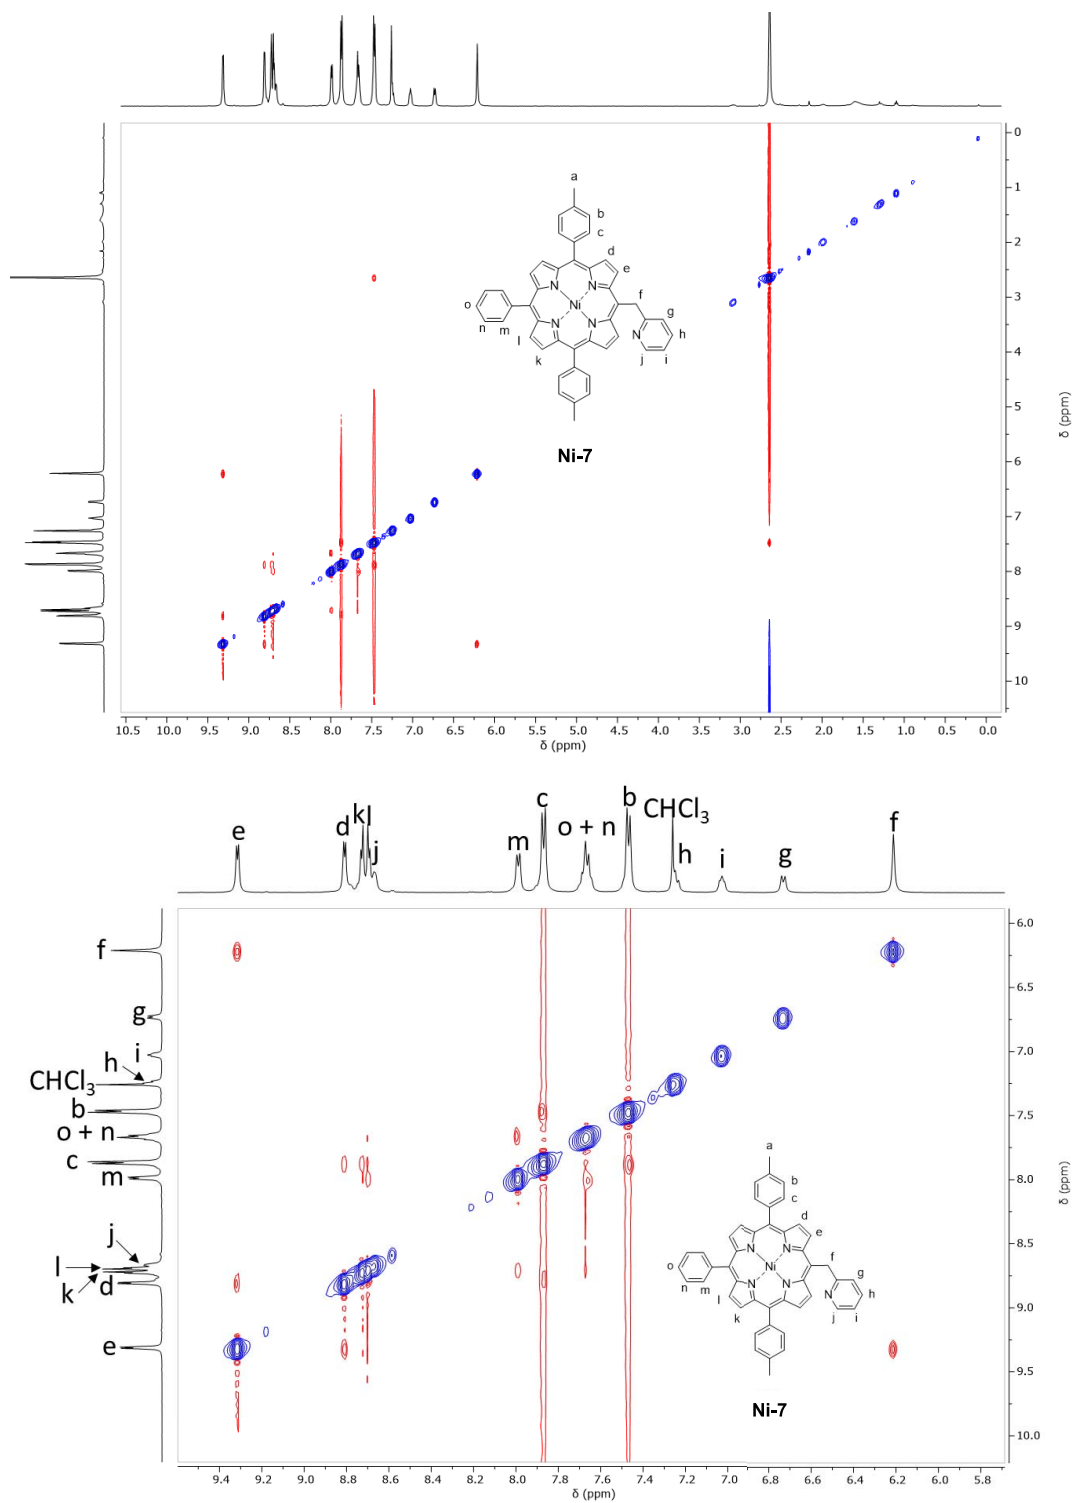 0
1
2
3
4
5
6
7
8
9
10
δ (ppm)
a
b
c
d
e
f
g
h
i
j
k
l
m
n
o
N
N
N
N
Ni
N
Ni-7
10.5 10.0 9.5 9.0 8.5 8.0 7.5 7.0 6.5 6.0 5.5 5.0 4.5 4.0 3.5 3.0 2.5 2.0 1.5 1.0 0.5 0.0
δ (ppm)
e
d
k l
j
m
c
o + n
b
CHCl3
h
i
g
f
f
g
i
h
CHCl3
b
o + n
c
m
j
l
k
d
e
6.0
6.5
7.0
7.5
8.0
8.5
9.0
9.5
10.0
δ (ppm)
a
b
c
d
e
f
g
h
i
j
k
l
m
n
o
N
N
N
N
Ni
N
Ni-7
9.4 9.2 9.0 8.8 8.6 8.4 8.2 8.0 7.8 7.6 7.4 7.2 7.0 6.8 6.6 6.4 6.2 6.0 5.8
δ (ppm)